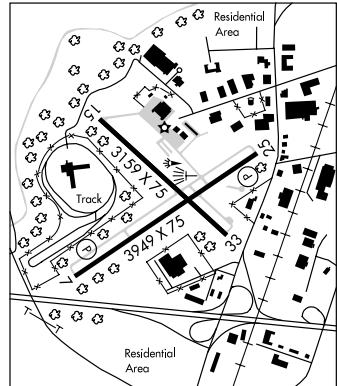 Residential
Area
15
3159 X 75
25
P
Track
P
3949 X 75
33
7
Residential
Area